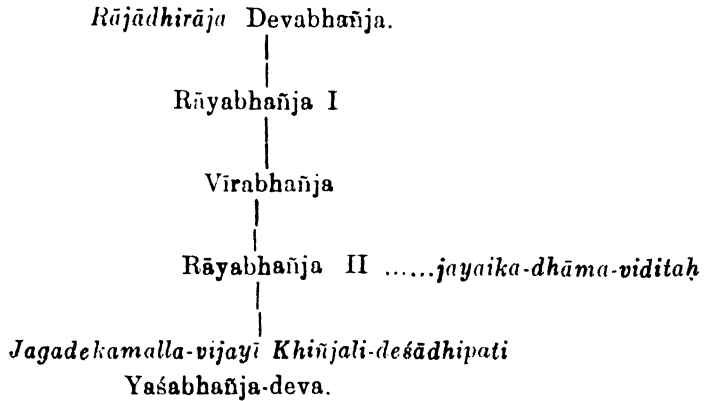 Rājādhirāja Devabhañja.
Rāyabhañja I
Vīrabhañja
Rāyabhañja II ......jayaika-dhāma-viditaḥ
Jagadekamalla-vijayī Khiñjali-deśādhipati
Yaśabhañja-deva.